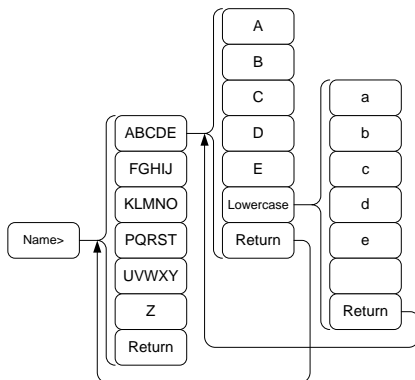 Name>
ABCDE
FGHIJ
KLMNO
PQRST
UVWXY
Z
Return
A
B
C
D
E
Lowercase
Return
a
b
c
d
e
Return